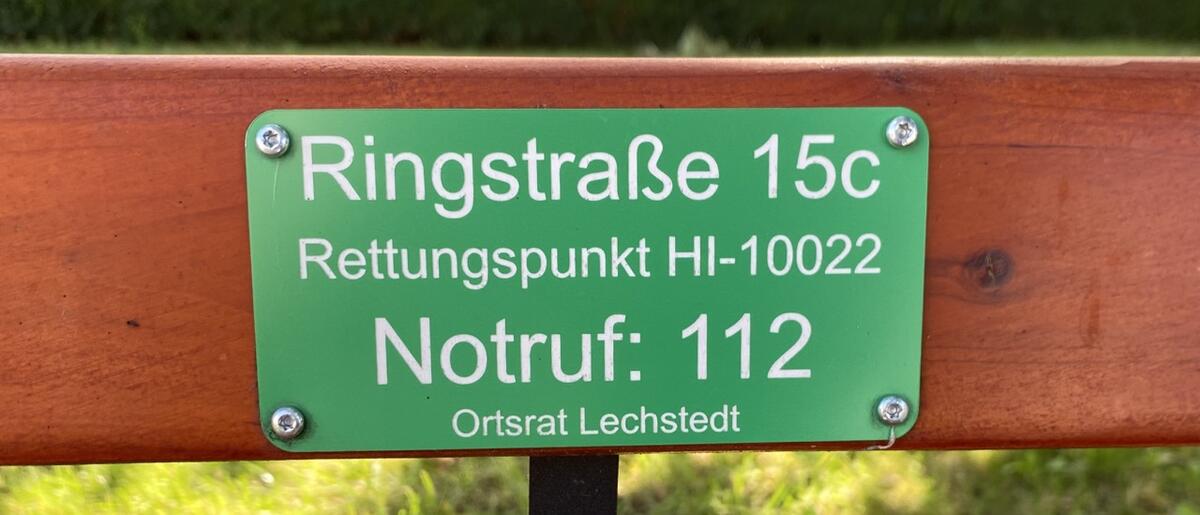 Ringstraße 15c
Rettungspunkt HI-10022
Notruf: 112
Ortsrat Lechstedt